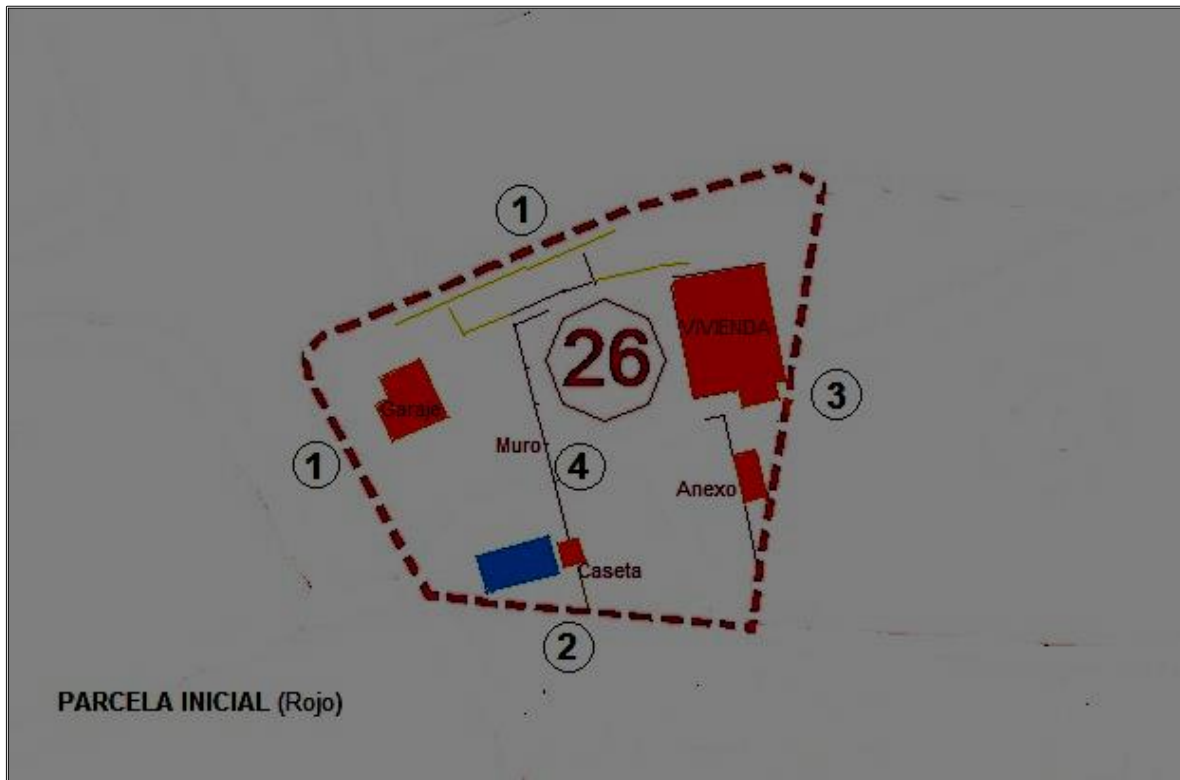 1
26
VIVIENDA
3
Garaje
1
Muro
4
Anexo
Caseta
2
PARCELA INICIAL (Rojo)